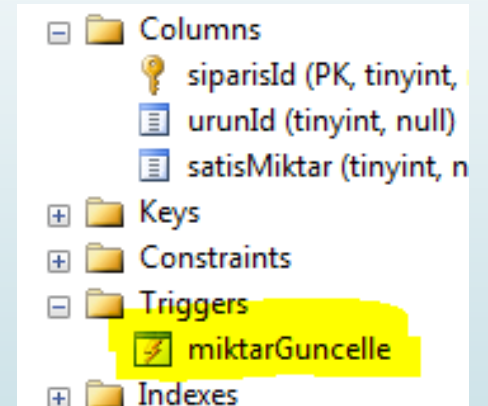 Columns
siparisId (PK, tinyint,
urunId (tinyint, null)
satisMiktar (tinyint, n
Keys
Constraints
Triggers
miktarGuncelle
Indexes